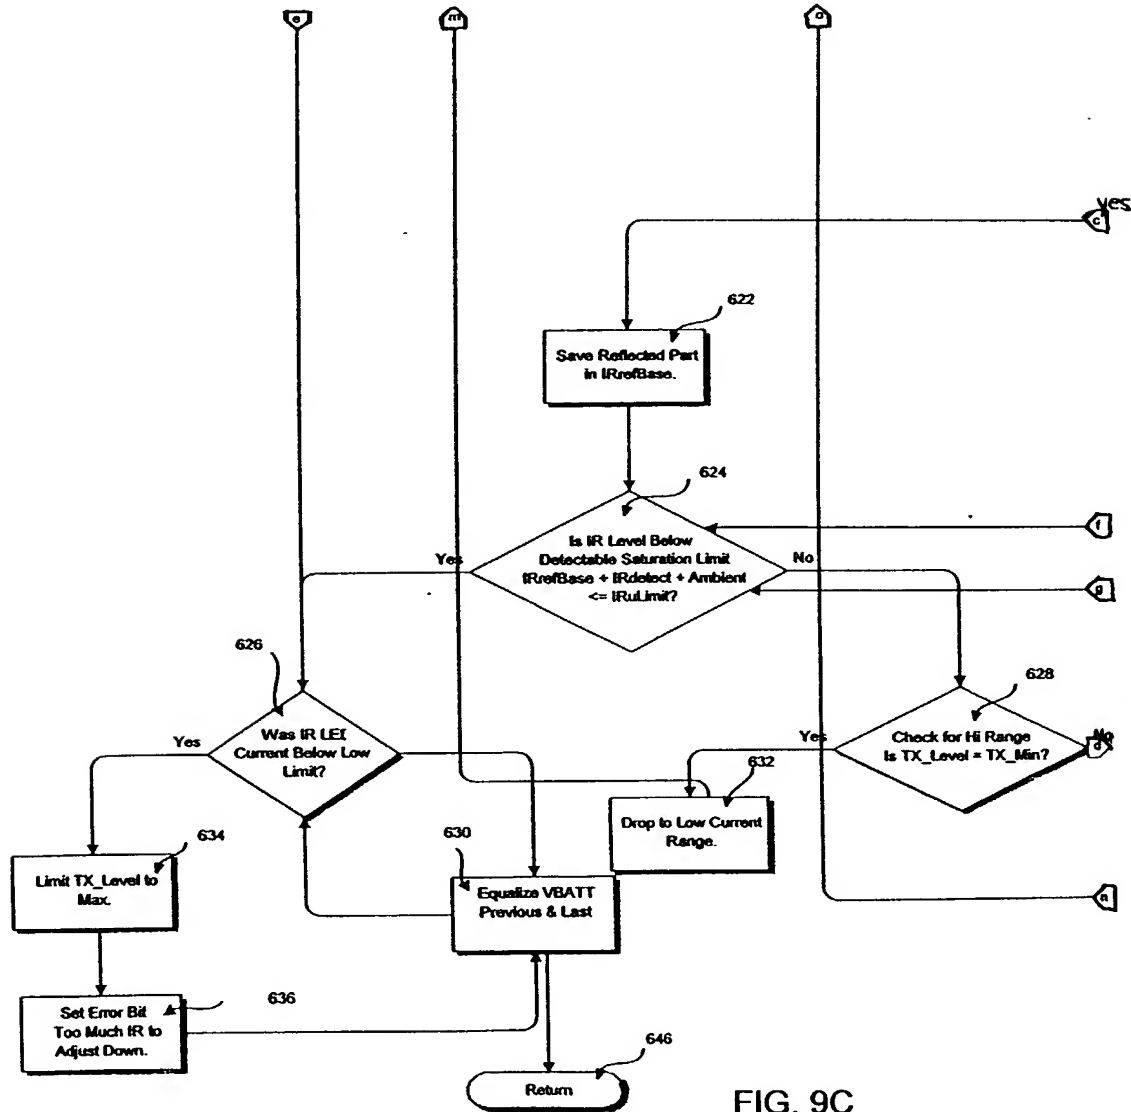 e
m
o
yes
c
622
Save Reflected Part
in IRrefBase.
624
f
Is IR Level Below
Detectable Saturation Limit
IRrefBase + IRdetect + Ambient
<= IRuLimit?
Yes
No
g
626
628
Was IR LED
Current Below Low
Limit?
Yes
Check for Hi Range
Is TX_Level = TX_Min?
Yes
No
d
632
Drop to Low Current
Range.
634
630
Limit TX_Level to
Max.
Equalize VBATT
Previous & Last
n
636
Set Error Bit
Too Much IR to
Adjust Down.
646
Return
FIG. 9C